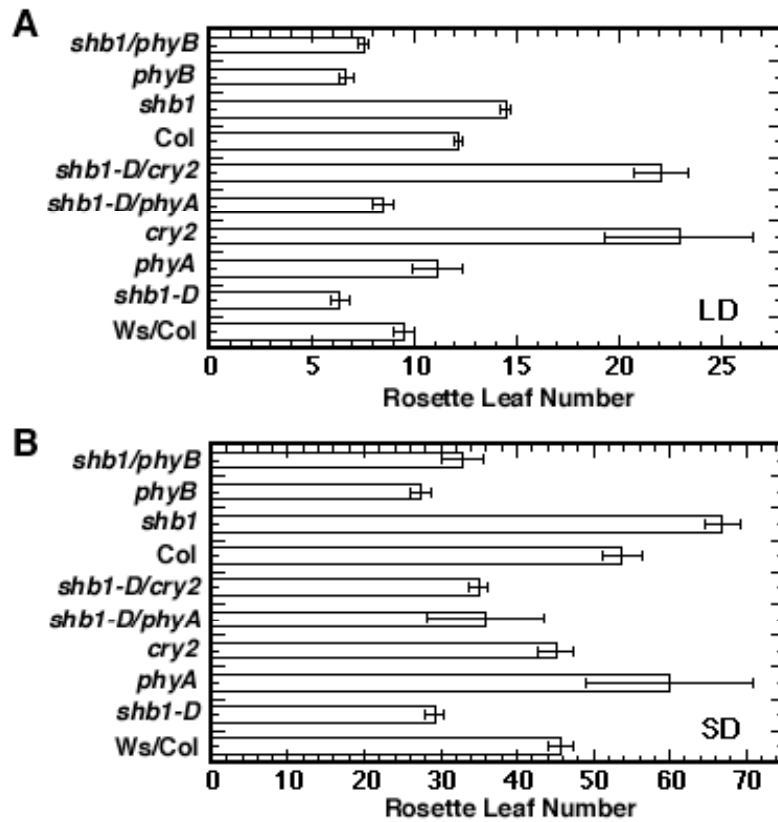 A
shb1/phyB
phyB
shb1
Col
shb1-D/cry2
shb1-D/phyA
cry2
phyA
shb1-D
Ws/Col
LD
0 5 10 15 20 25
Rosette Leaf Number
B
shb1/phyB
phyB
shb1
Col
shb1-D/cry2
shb1-D/phyA
cry2
phyA
shb1-D
Ws/Col
SD
0 10 20 30 40 50 60 70
Rosette Leaf Number